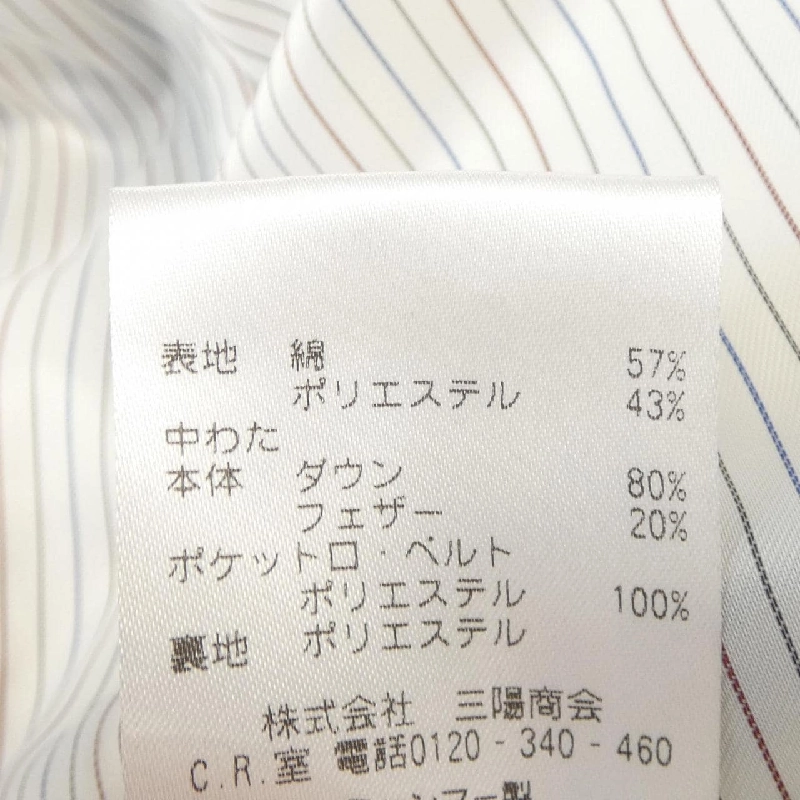 表地 綿 57%
ポリエステル 43%
中わた
本体 ダウン 80%
フェザー 20%
ポケット口・ベルト
ポリエステル 100%
裏地 ポリエステル
株式会社 三陽商会
C.R.室 電話0120-340-460
製